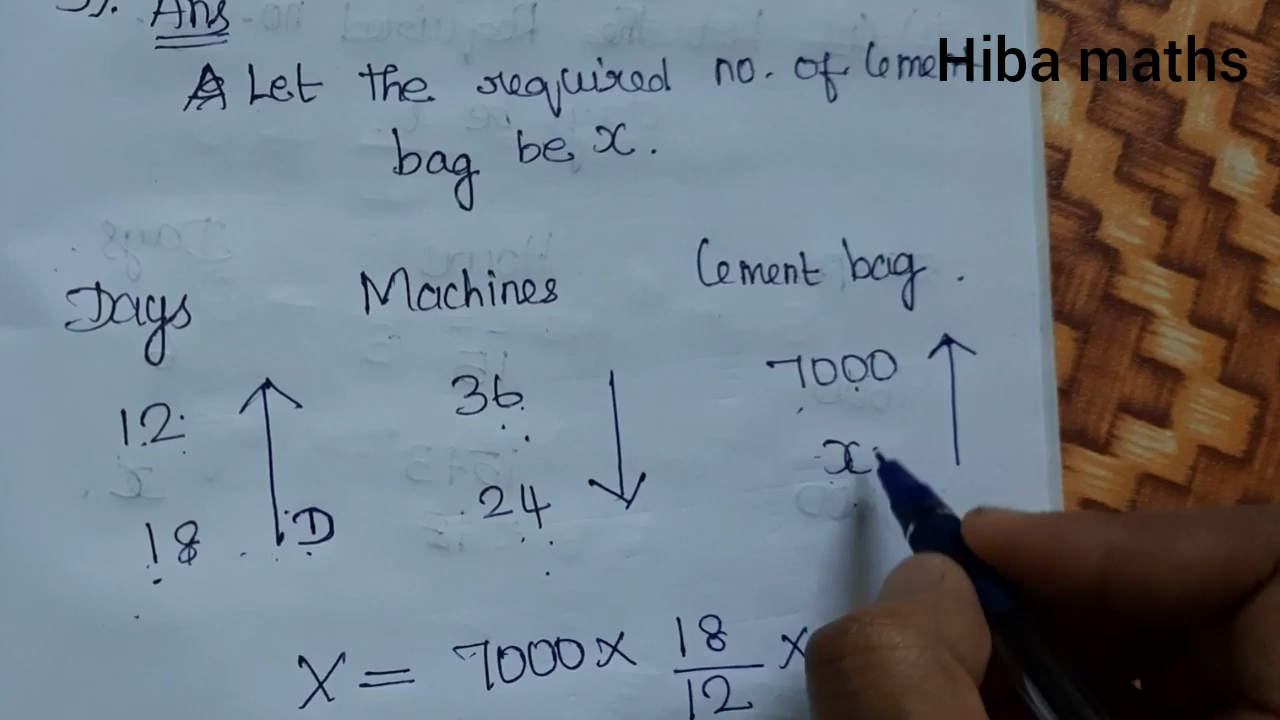 Ans
Hiba maths
Let the required no. of Cement
bag be x.
Days Machines Cement bag.
12 36 7000
18 D 24 x
X = 7000 x 18/12 x